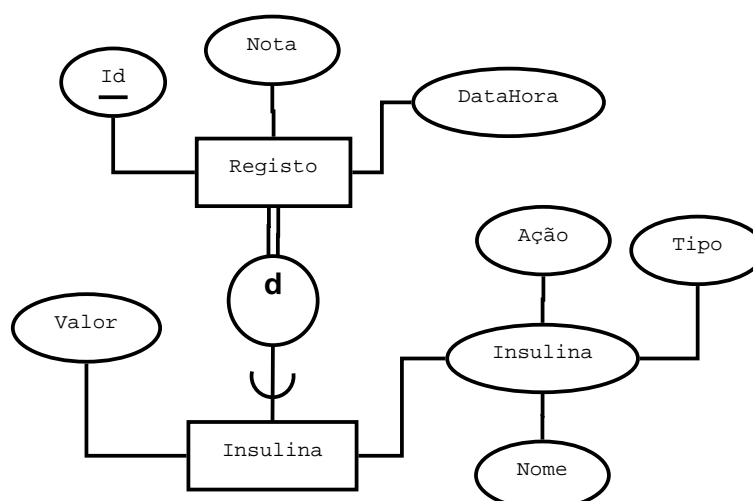 Nota
Id
DataHora
Registo
Ação
Tipo
d
Valor
Insulina
Insulina
Nome